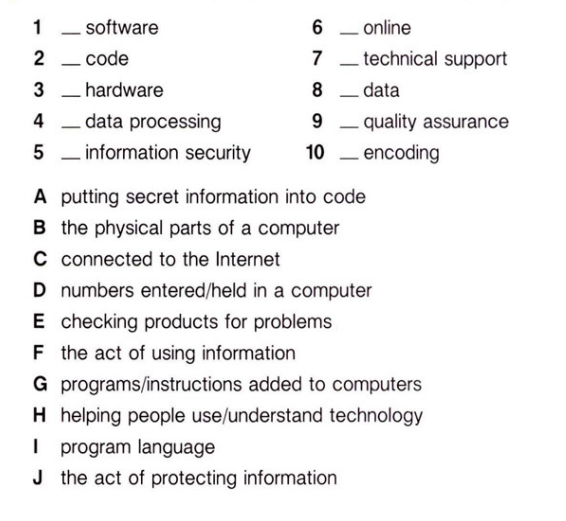 1 __ software
2 __ code
3 __ hardware
4 __ data processing
5 __ information security
6 __ online
7 __ technical support
8 __ data
9 __ quality assurance
10 __ encoding
A putting secret information into code
B the physical parts of a computer
C connected to the Internet
D numbers entered/held in a computer
E checking products for problems
F the act of using information
G programs/instructions added to computers
H helping people use/understand technology
I program language
J the act of protecting information